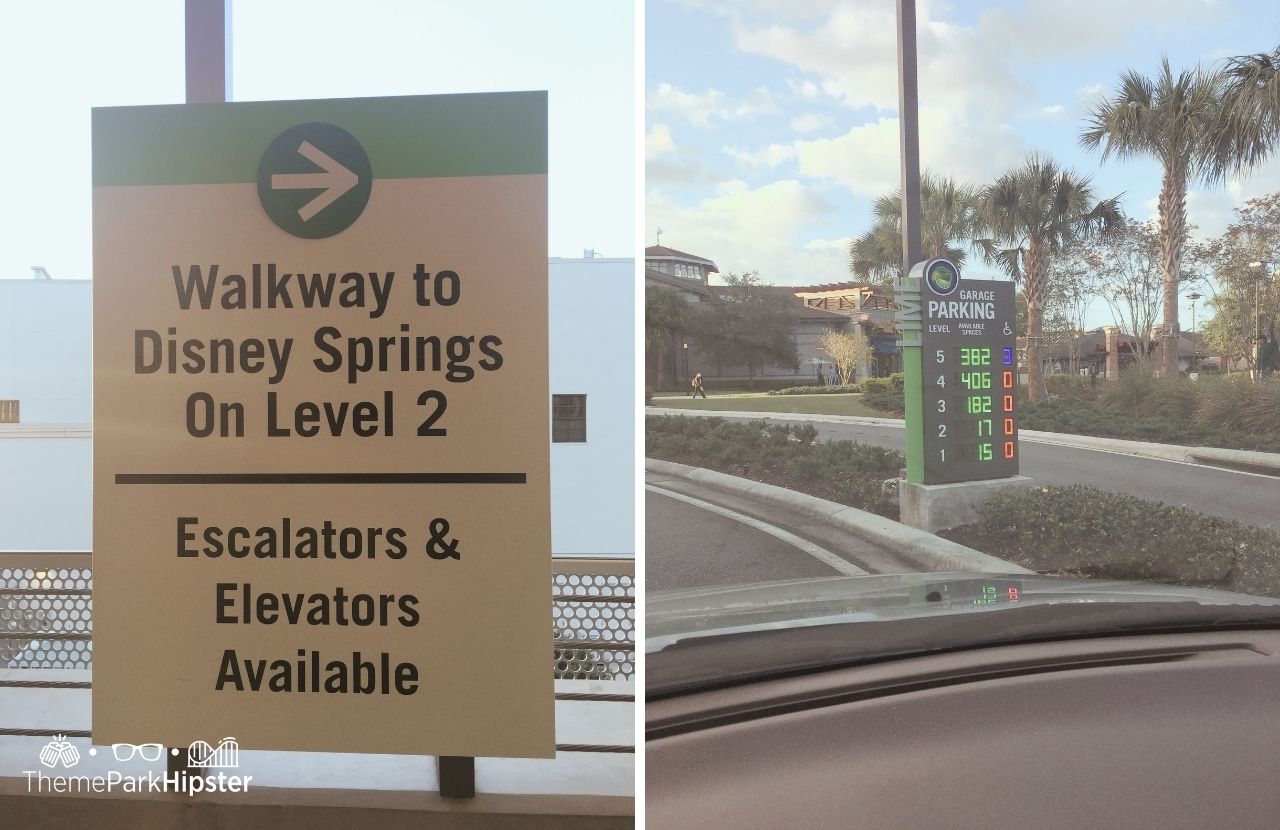 Walkway to
Disney Springs
On Level 2
Escalators &
Elevators
Available
ThemeParkHipster
LIME
GARAGE
PARKING
LEVEL AVAILABLE SPACES
5 382 3
4 406 0
3 182 0
2 17 0
1 15 0